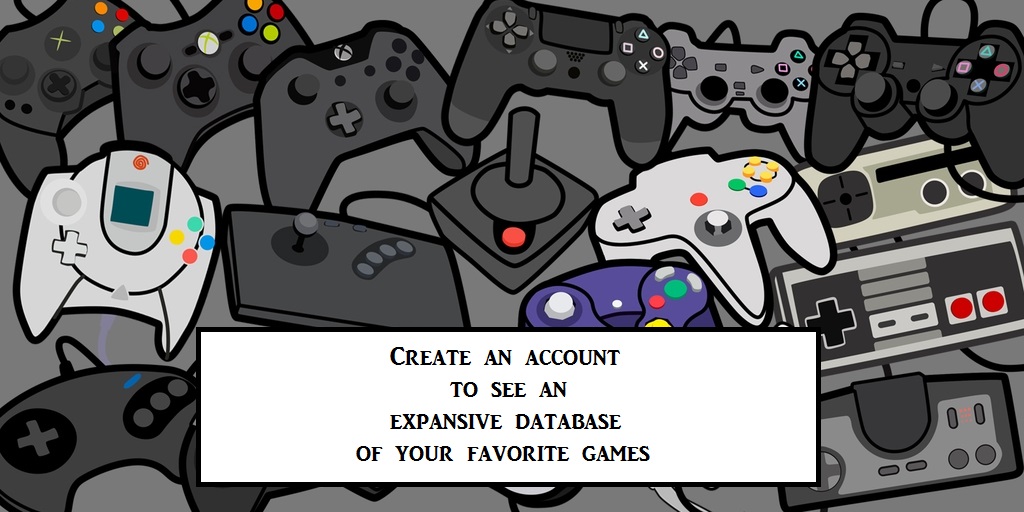 Create an account
to see an
expansive database
of your favorite games